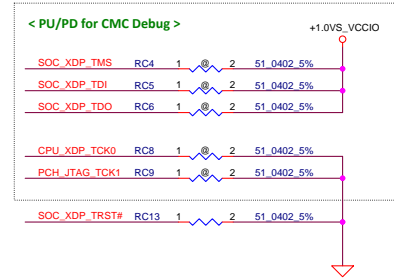 < PU/PD for CMC Debug >
+1.0VS_VCCIO
SOC_XDP_TMS RC4 1 @ 2 51_0402_5%
SOC_XDP_TDI RC5 1 @ 2 51_0402_5%
SOC_XDP_TDO RC6 1 @ 2 51_0402_5%
CPU_XDP_TCK0 RC8 1 @ 2 51_0402_5%
PCH_JTAG_TCK1 RC9 1 @ 2 51_0402_5%
SOC_XDP_TRST# RC13 1 2 51_0402_5%